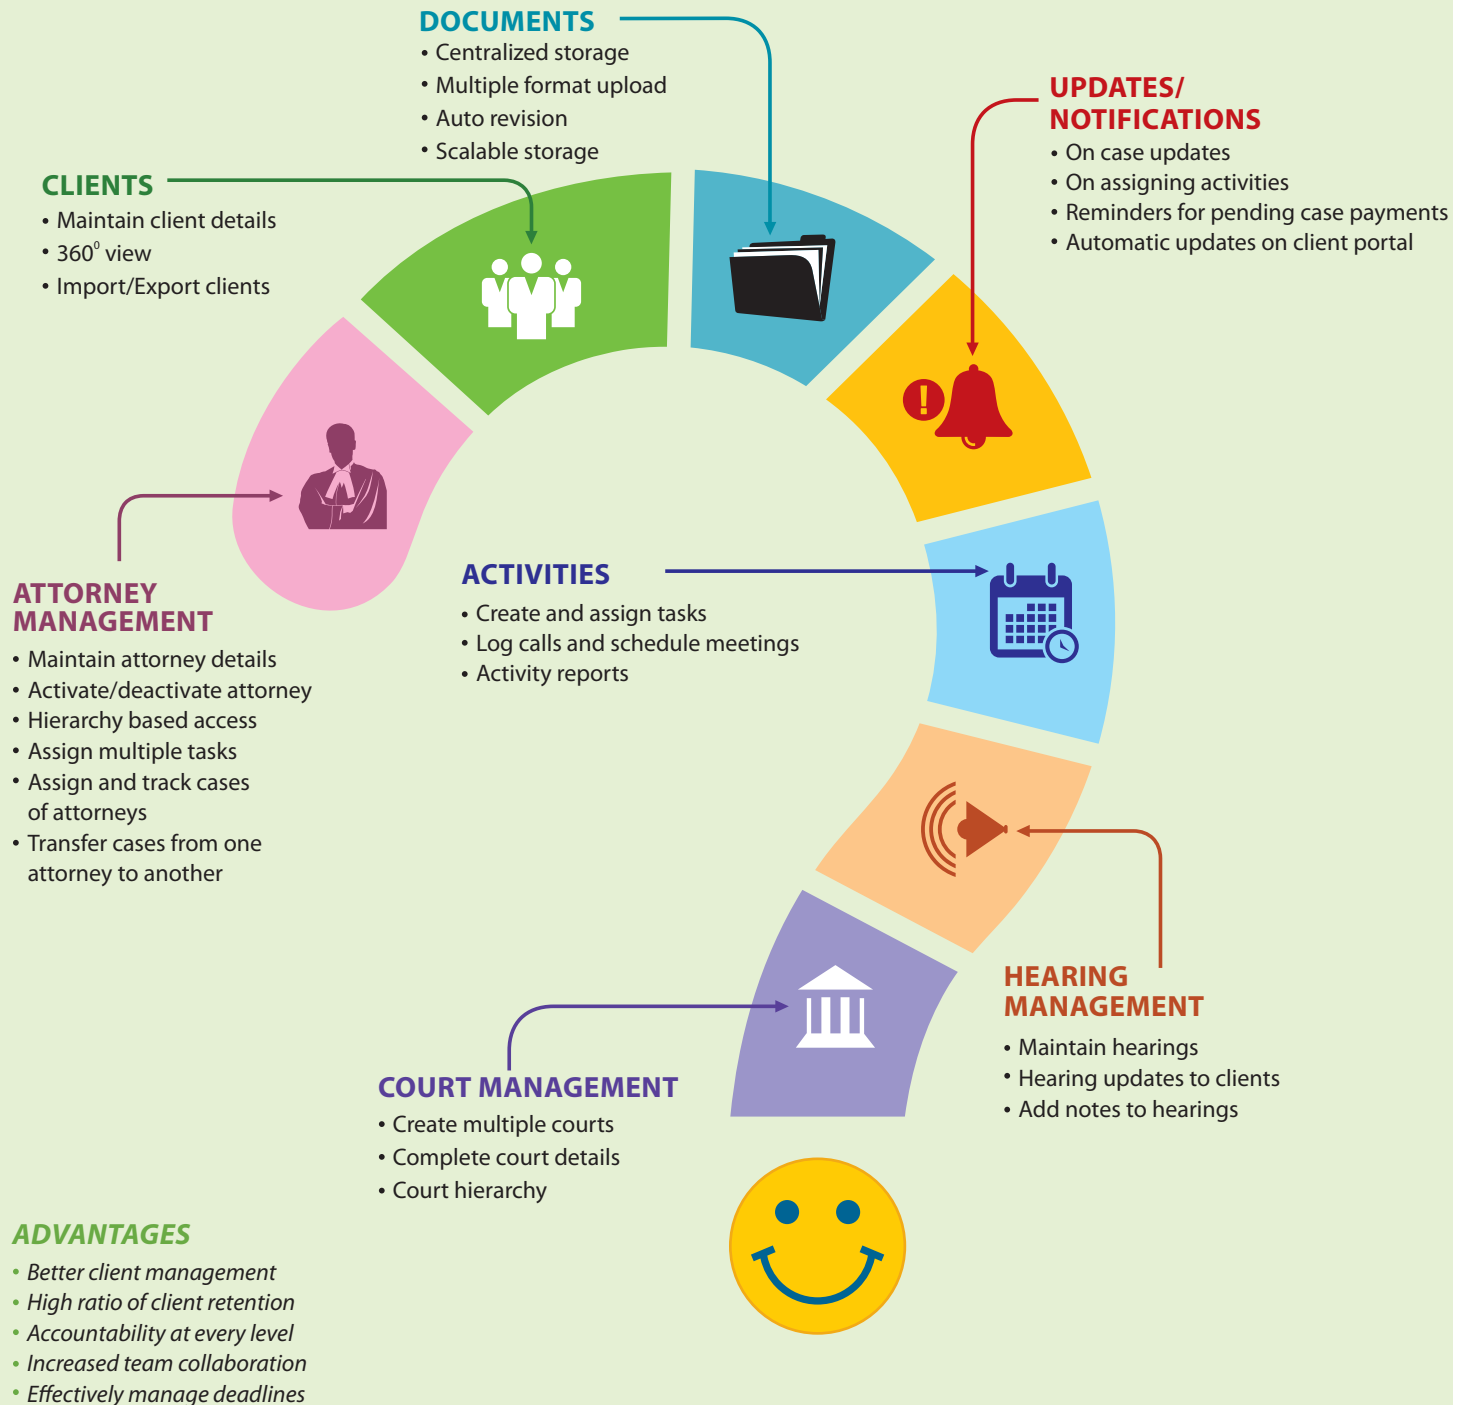 DOCUMENTS
• Centralized storage
• Multiple format upload
• Auto revision
• Scalable storage
UPDATES/
NOTIFICATIONS
• On case updates
• On assigning activities
• Reminders for pending case payments
• Automatic updates on client portal
CLIENTS
• Maintain client details
• 360⁰ view
• Import/Export clients
!
ATTORNEY
MANAGEMENT
• Maintain attorney details
• Activate/deactivate attorney
• Hierarchy based access
• Assign multiple tasks
• Assign and track cases
of attorneys
• Transfer cases from one
attorney to another
ACTIVITIES
• Create and assign tasks
• Log calls and schedule meetings
• Activity reports
HEARING
MANAGEMENT
• Maintain hearings
• Hearing updates to clients
• Add notes to hearings
COURT MANAGEMENT
• Create multiple courts
• Complete court details
• Court hierarchy
ADVANTAGES
• Better client management
• High ratio of client retention
• Accountability at every level
• Increased team collaboration
• Effectively manage deadlines